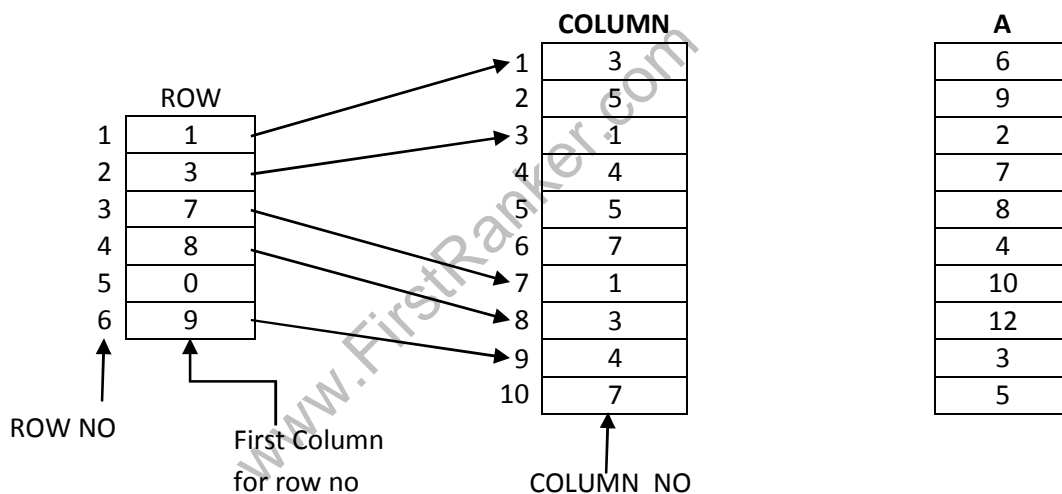 COLUMN A
1 3 6
ROW 2 5 9
1 1 3 1 2
2 3 4 4 7
3 7 5 5 8
4 8 6 7 4
5 0 7 1 10
6 9 8 3 12
9 4 3
10 7 5
ROW NO
First Column
for row no
COLUMN NO
www.FirstRanker.com